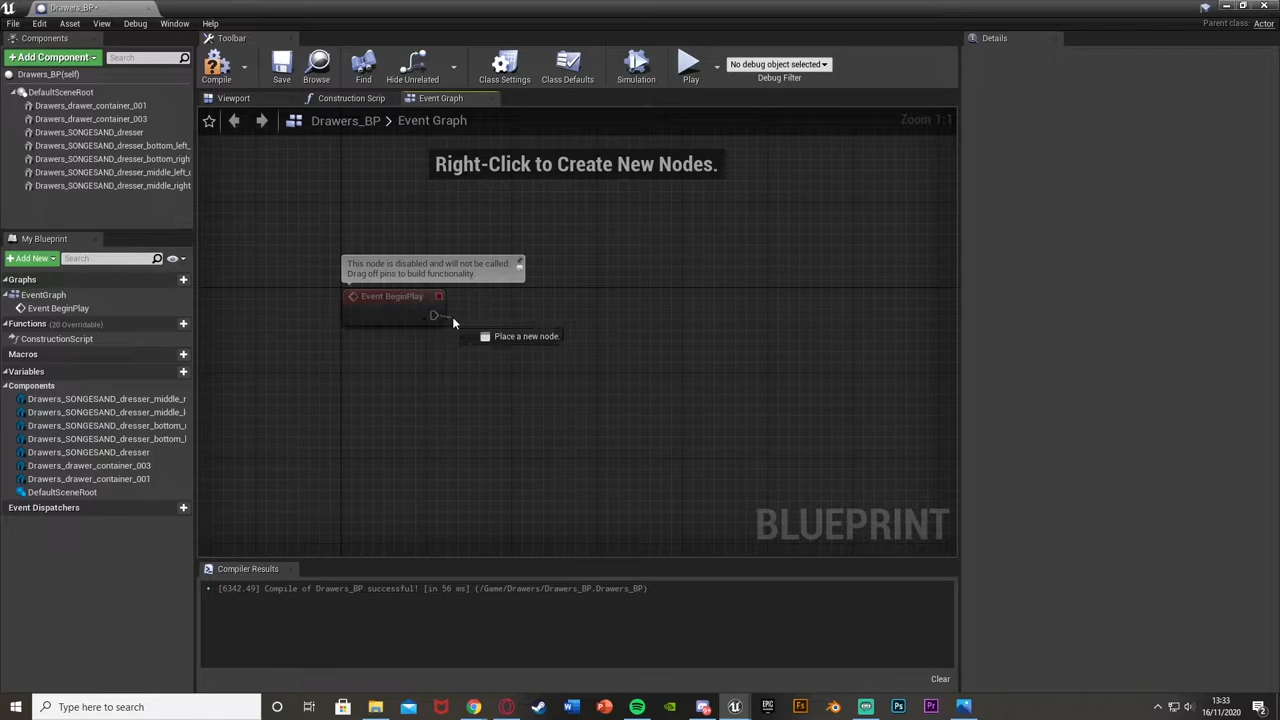 Drawers_BP*
File Edit Asset View Debug Window Help
Parent class: Actor
Components
+Add Component
Search
Drawers_BP(self)
DefaultSceneRoot
Drawers_drawer_container_001
Drawers_drawer_container_003
Drawers_SONGESAND_dresser
Drawers_SONGESAND_dresser_bottom_left_
Drawers_SONGESAND_dresser_bottom_right
Drawers_SONGESAND_dresser_middle_left_d
Drawers_SONGESAND_dresser_middle_right
My Blueprint
+Add New
Search
Graphs
EventGraph
Event BeginPlay
Functions (20 Overridable)
ConstructionScript
Macros
Variables
Components
Drawers_SONGESAND_dresser_middle_r
Drawers_SONGESAND_dresser_middle_l
Drawers_SONGESAND_dresser_bottom_r
Drawers_SONGESAND_dresser_bottom_l
Drawers_SONGESAND_dresser
Drawers_drawer_container_003
Drawers_drawer_container_001
DefaultSceneRoot
Event Dispatchers
Toolbar
Compile
Save
Browse
Find
Hide Unrelated
Class Settings
Class Defaults
Simulation
Play
No debug object selected
Debug Filter
Viewport
Construction Scrip
Event Graph
Drawers_BP > Event Graph
Zoom 1:1
Right-Click to Create New Nodes.
This node is disabled and will not be called.
Drag off pins to build functionality.
Event BeginPlay
Place a new node.
BLUEPRINT
Compiler Results
[6342.49] Compile of Drawers_BP successful! [in 56 ms] (/Game/Drawers/Drawers_BP.Drawers_BP)
Clear
Details
Type here to search
13:33
16/11/2020